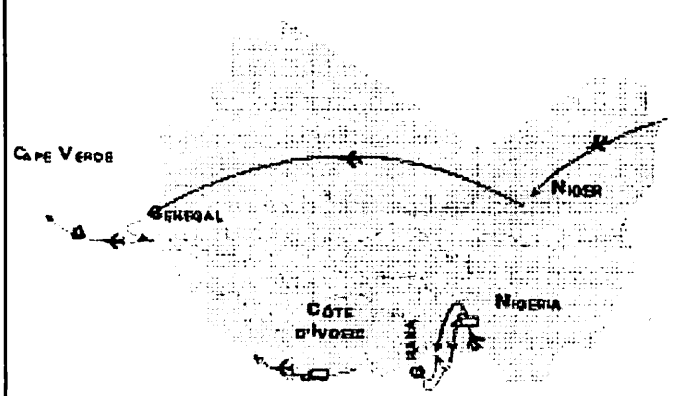 CAPE VERDE
NIGER
SENEGAL
NIGERIA
CÔTE
D'IVOIRE
GHANA